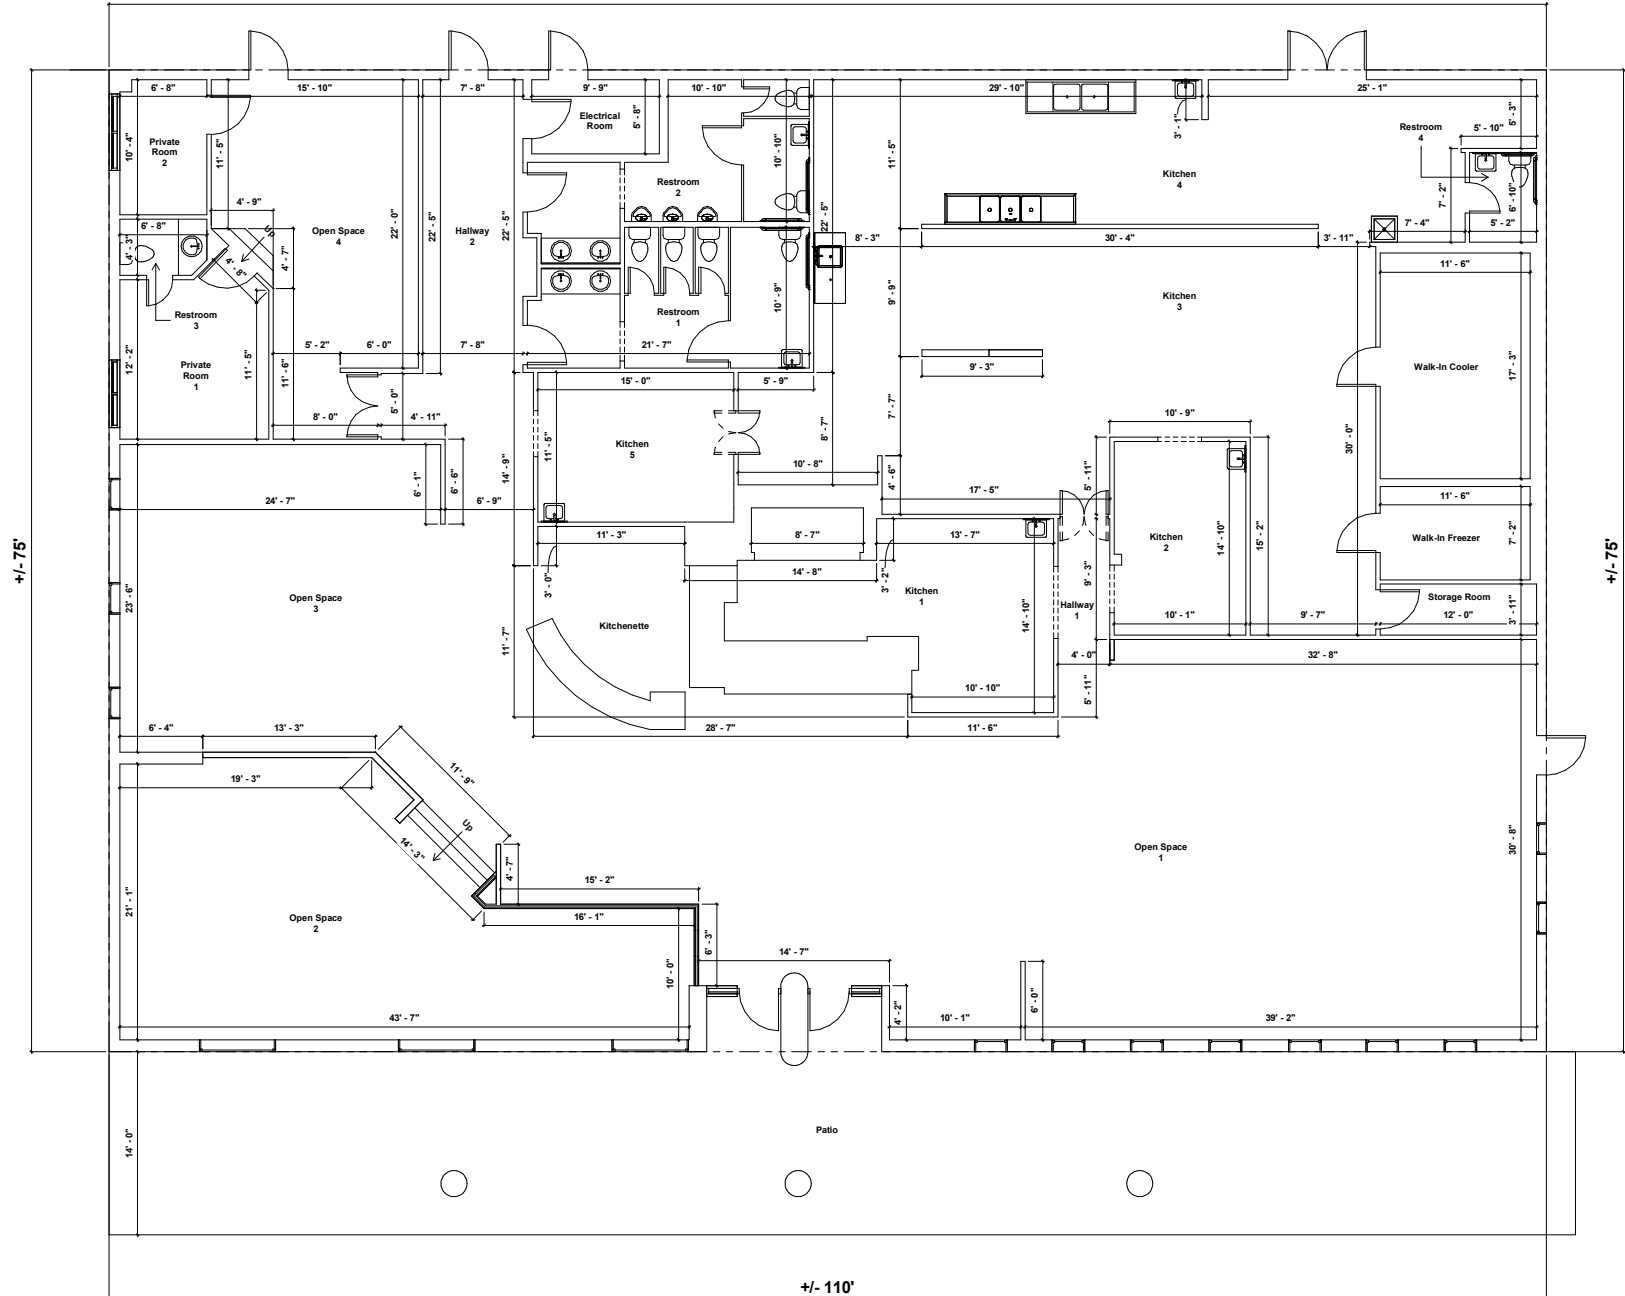 6' - 8"
15' - 10"
7' - 8"
9' - 9"
10' - 10"
29' - 10"
25' - 1"
Electrical
Room
5' - 8"
3' - 1"
5' - 3"
Restroom
4
5' - 10"
Private
Room
2
10' - 4"
11' - 5"
10' - 10"
11' - 5"
Kitchen
4
Restroom
2
7' - 2"
6' - 10"
4' - 9"
6' - 8"
4' - 3"
Up
4' - 8"
4' - 7"
Open Space
4
22' - 0"
22' - 5"
Hallway
2
22' - 5"
22' - 5"
8' - 3"
30' - 4"
3' - 11"
7' - 4"
5' - 2"
11' - 6"
Restroom
3
Restroom
1
10' - 9"
9' - 9"
Kitchen
3
12' - 2"
Private
Room
1
11' - 5"
11' - 6"
5' - 2"
6' - 0"
7' - 8"
21' - 7"
9' - 3"
Walk-In Cooler
17' - 3"
15' - 0"
5' - 9"
8' - 0"
5' - 0"
4' - 11"
7' - 7"
10' - 9"
Kitchen
5
11' - 5"
14' - 9"
8' - 7"
30' - 0"
6' - 1"
6' - 6"
10' - 8"
4' - 6"
5' - 11"
17' - 5"
24' - 7"
6' - 9"
11' - 6"
11' - 3"
8' - 7"
13' - 7"
Kitchen
2
14' - 10"
15' - 2"
Walk-In Freezer
7' - 2"
+/- 75'
+/- 75'
3' - 0"
14' - 8"
3' - 2"
Kitchen
1
9' - 3"
Open Space
3
23' - 6"
Storage Room
12' - 0"
3' - 11"
Hallway
1
14' - 10"
10' - 1"
9' - 7"
Kitchenette
11' - 7"
4' - 0"
32' - 8"
5' - 11"
10' - 10"
28' - 7"
11' - 6"
6' - 4"
13' - 3"
11' - 9"
19' - 3"
Up
14' - 3"
Open Space
1
30' - 8"
4' - 7"
15' - 2"
21' - 1"
Open Space
2
16' - 1"
6' - 3"
14' - 7"
10' - 0"
6' - 0"
4' - 2"
43' - 7"
10' - 1"
39' - 2"
14' - 0"
Patio
+/- 110'